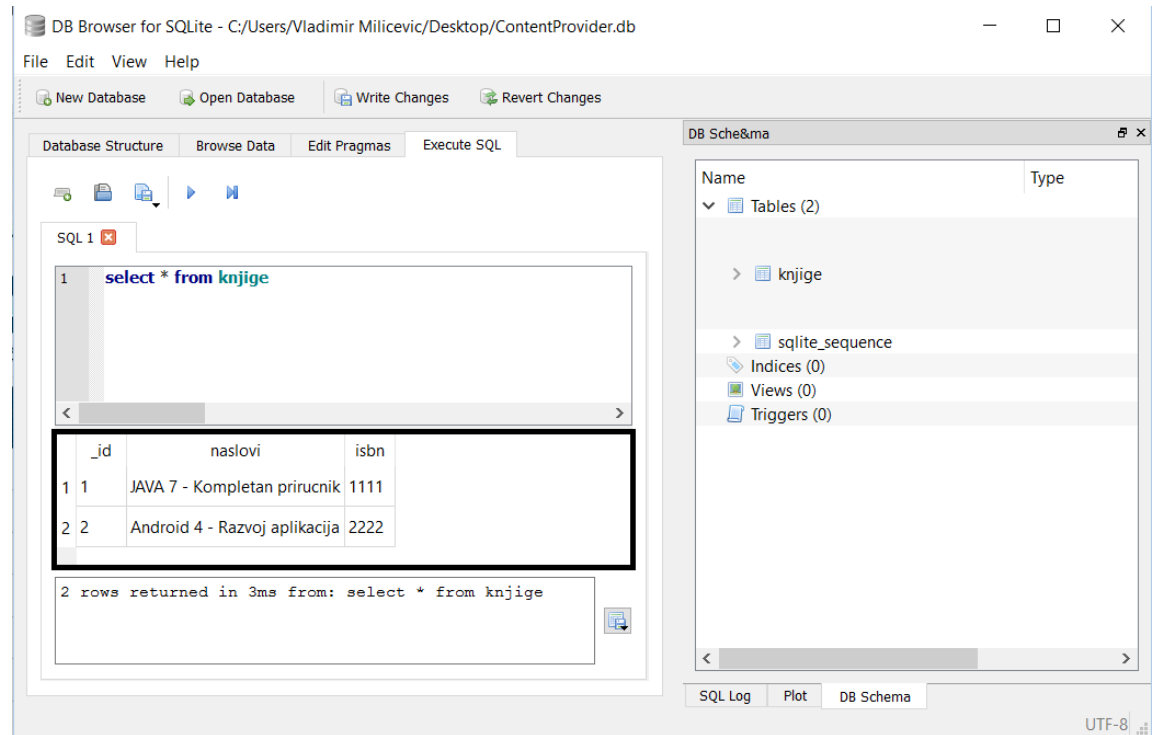 DB Browser for SQLite - C:/Users/Vladimir Milicevic/Desktop/ContentProvider.db
File Edit View Help
New Database Open Database Write Changes Revert Changes
Database Structure Browse Data Edit Pragmas Execute SQL
SQL 1
1 select * from knjige
_id naslovi isbn
1 1 JAVA 7 - Kompletan prirucnik 1111
2 2 Android 4 - Razvoj aplikacija 2222
2 rows returned in 3ms from: select * from knjige
DB Sche&ma
Name Type
Tables (2)
knjige
sqlite_sequence
Indices (0)
Views (0)
Triggers (0)
SQL Log Plot DB Schema
UTF-8